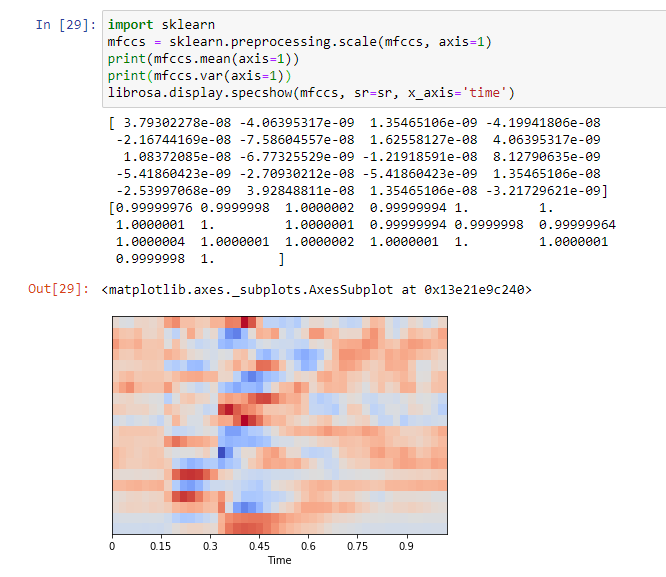 In [29]: import sklearn
mfccs = sklearn.preprocessing.scale(mfccs, axis=1)
print(mfccs.mean(axis=1))
print(mfccs.var(axis=1))
librosa.display.specshow(mfccs, sr=sr, x_axis='time')
[ 3.79302278e-08 -4.06395317e-09 1.35465106e-09 -4.19941806e-08
-2.16744169e-08 -7.58604557e-08 1.62558127e-08 4.06395317e-09
1.08372085e-08 -6.77325529e-09 -1.21918591e-08 8.12790635e-09
-5.41860423e-09 -2.70930212e-08 -5.41860423e-09 1.35465106e-08
-2.53997068e-09 3.92848811e-08 1.35465106e-08 -3.21729621e-09]
[0.99999976 0.9999998 1.0000002 0.99999994 1. 1.
1.0000001 1. 1.0000001 0.99999994 0.9999998 0.99999964
1.0000004 1.0000001 1.0000002 1.0000001 1. 1.0000001
0.9999998 1. ]
Out[29]: <matplotlib.axes._subplots.AxesSubplot at 0x13e21e9c240>
0 0.15 0.3 0.45 0.6 0.75 0.9
Time